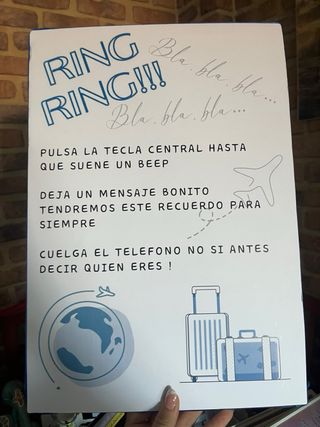 RING
RING!!!
Bla, bla, bla...
Bla, bla, bla...
PULSA LA TECLA CENTRAL HASTA
QUE SUENE UN BEEP
DEJA UN MENSAJE BONITO
TENDREMOS ESTE RECUERDO PARA
SIEMPRE
CUELGA EL TELEFONO NO SI ANTES
DECIR QUIEN ERES !